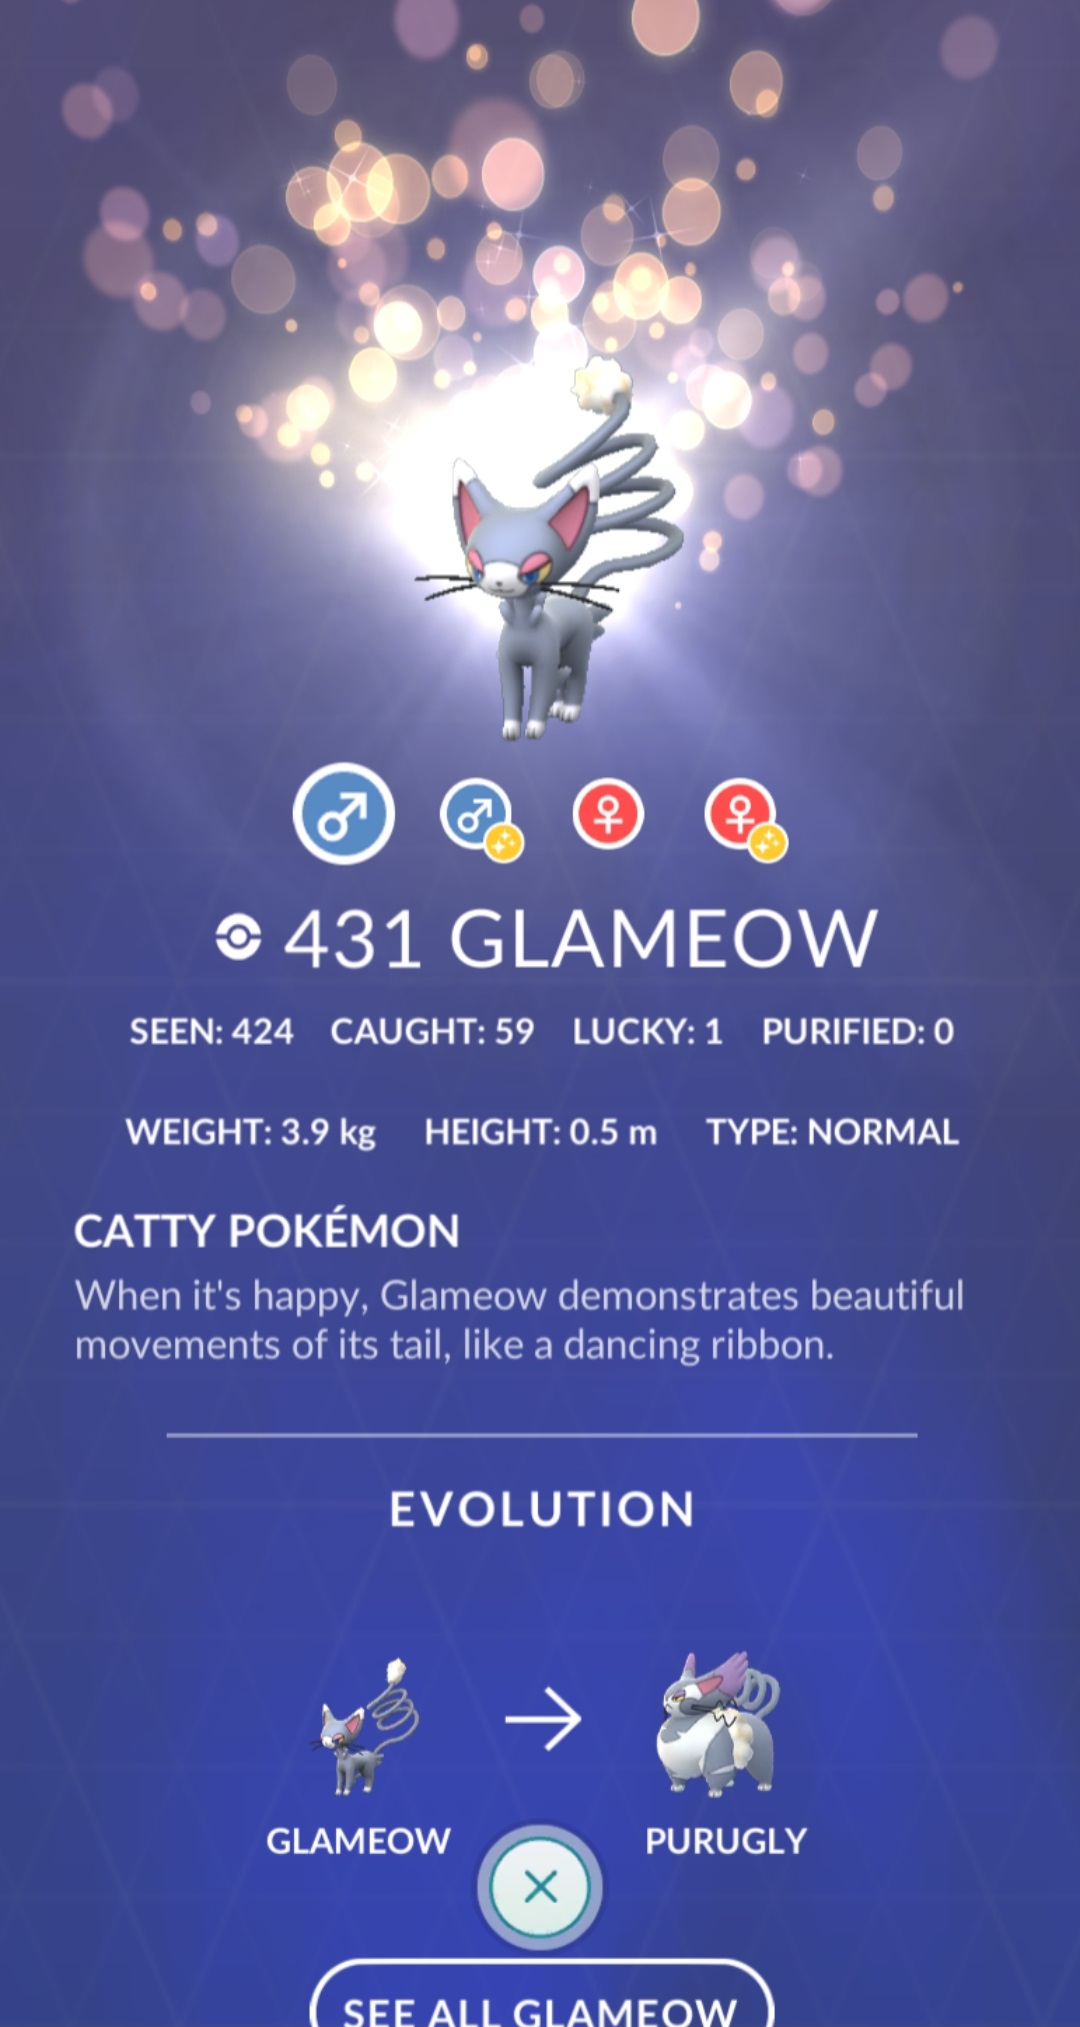 431 GLAMEOW
SEEN: 424 CAUGHT: 59 LUCKY: 1 PURIFIED: 0
WEIGHT: 3.9 kg HEIGHT: 0.5 m TYPE: NORMAL
CATTY POKÉMON
When it's happy, Glameow demonstrates beautiful
movements of its tail, like a dancing ribbon.
EVOLUTION
GLAMEOW PURUGLY
SEE ALL GLAMEOW